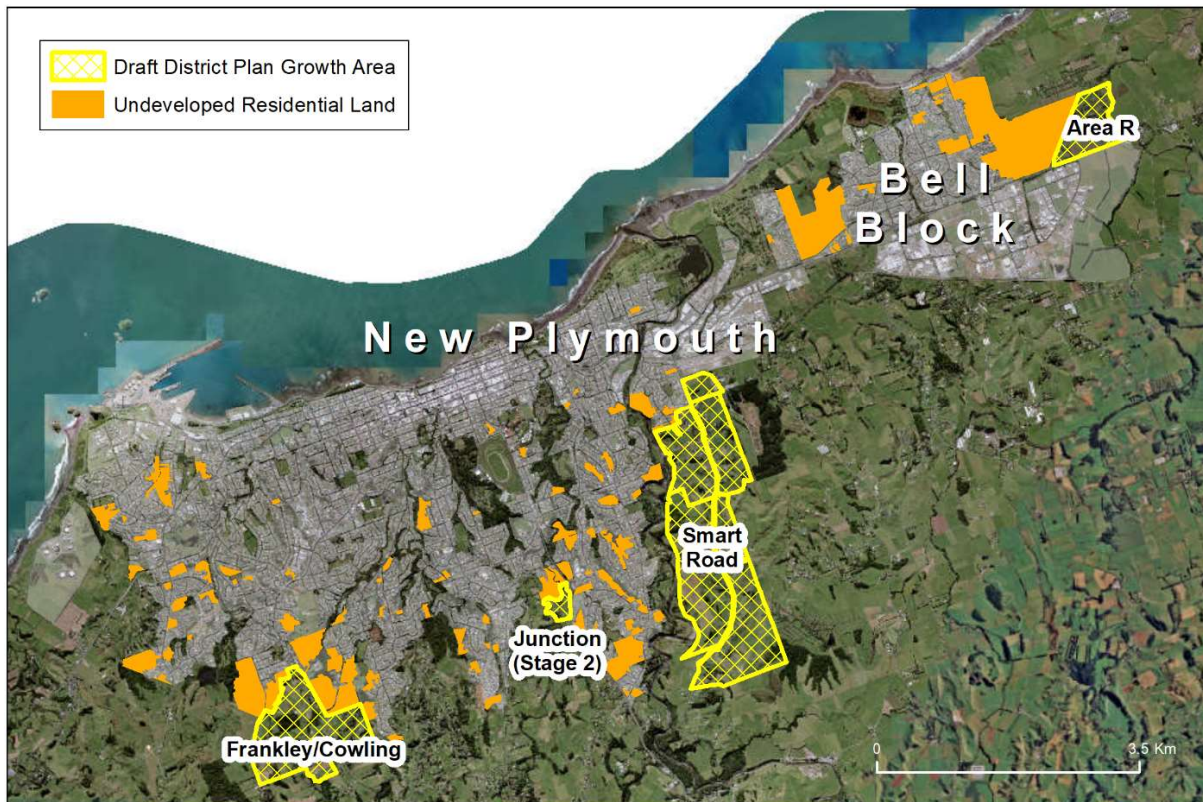 Draft District Plan Growth Area
Undeveloped Residential Land
Area R
Bell
Block
New Plymouth
Smart
Road
Junction
(Stage 2)
Frankley/Cowling
0
3.5 Km